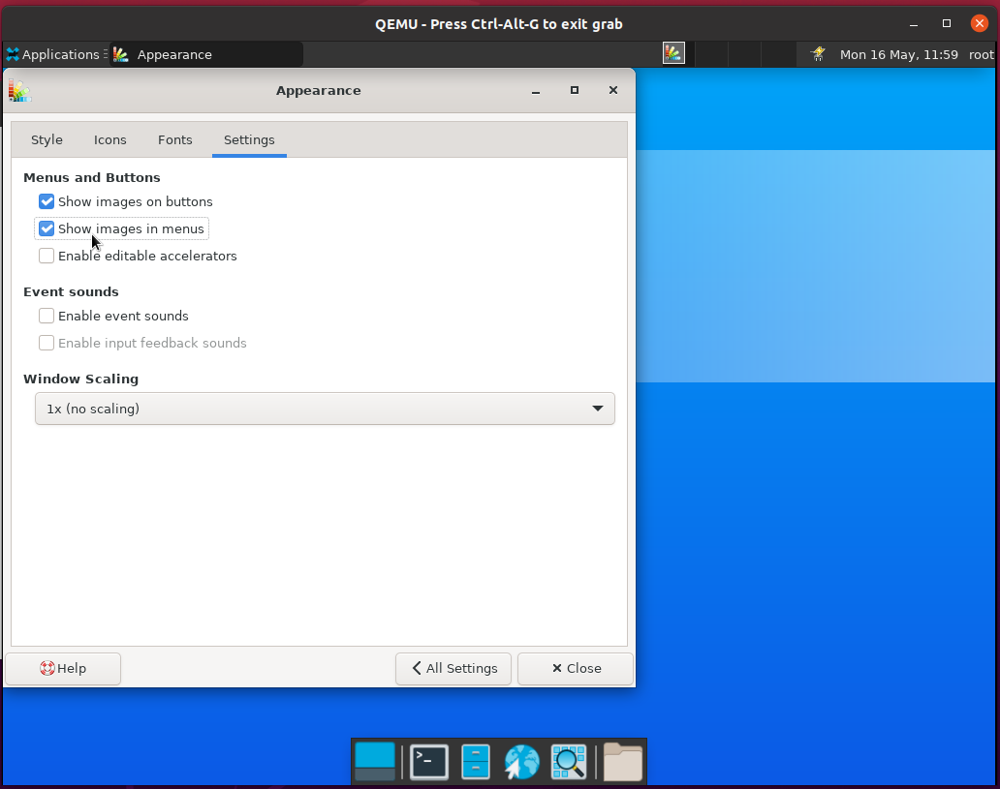 QEMU - Press Ctrl-Alt-G to exit grab
Applications Appearance Mon 16 May, 11:59 root
Appearance
Style Icons Fonts Settings
Menus and Buttons
Show images on buttons
Show images in menus
Enable editable accelerators
Event sounds
Enable event sounds
Enable input feedback sounds
Window Scaling
1x (no scaling)
Help All Settings Close